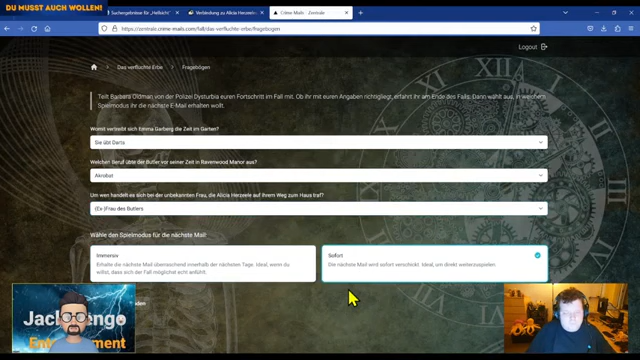 DU MUSST AUCH WOLLEN!
Suchergebnisse für „Hellsicht
Verbindung zu Alicia Herzeele
Crime Mails - Zentrale
https://zentrale.crime-mails.com/fall/das-verfluchte-erbe/fragebogen
Logout
Das verfluchte Erbe
Fragebögen
Teilt Barbara Oldman von der Polizei Dysturbia euren Fortschritt im Fall mit. Ob ihr mit euren Angaben richtigliegt, erfahrt ihr am Ende des Falls. Dann wählt aus, in welchem
Spielmodus ihr die nächste E-Mail erhalten wollt.
Womit vertreibt sich Emma Garberg die Zeit im Garten?
Sie übt Darts
Welchen Beruf übte der Butler vor seiner Zeit in Ravenwood Manor aus?
Akrobat
Um wen handelt es sich bei der unbekannten Frau, die Alicia Herzeele auf ihrem Weg zum Haus traf?
(Ex-)Frau des Butlers
Wähle den Spielmodus für die nächste Mail:
Immersiv
Erhalte die nächste Mail überraschend innerhalb der nächsten Tage. Ideal, wenn du
willst, dass sich der Fall möglichst echt anfühlt.
Sofort
Die nächste Mail wird sofort verschickt. Ideal, um direkt weiterzuspielen.